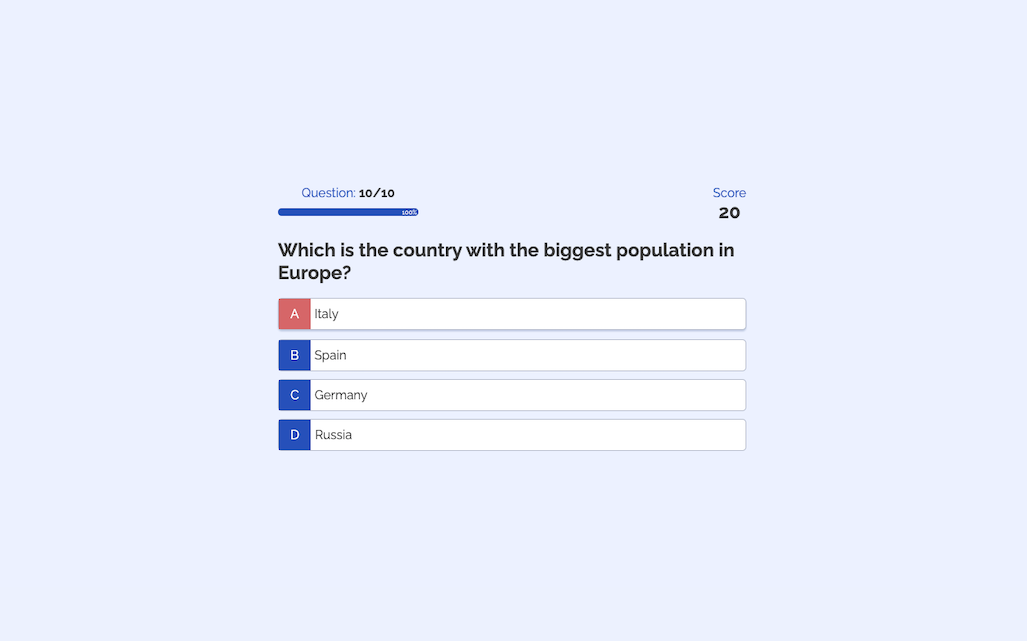 Question: 10/10
Score
100%
20
Which is the country with the biggest population in
Europe?
A Italy
B Spain
C Germany
D Russia